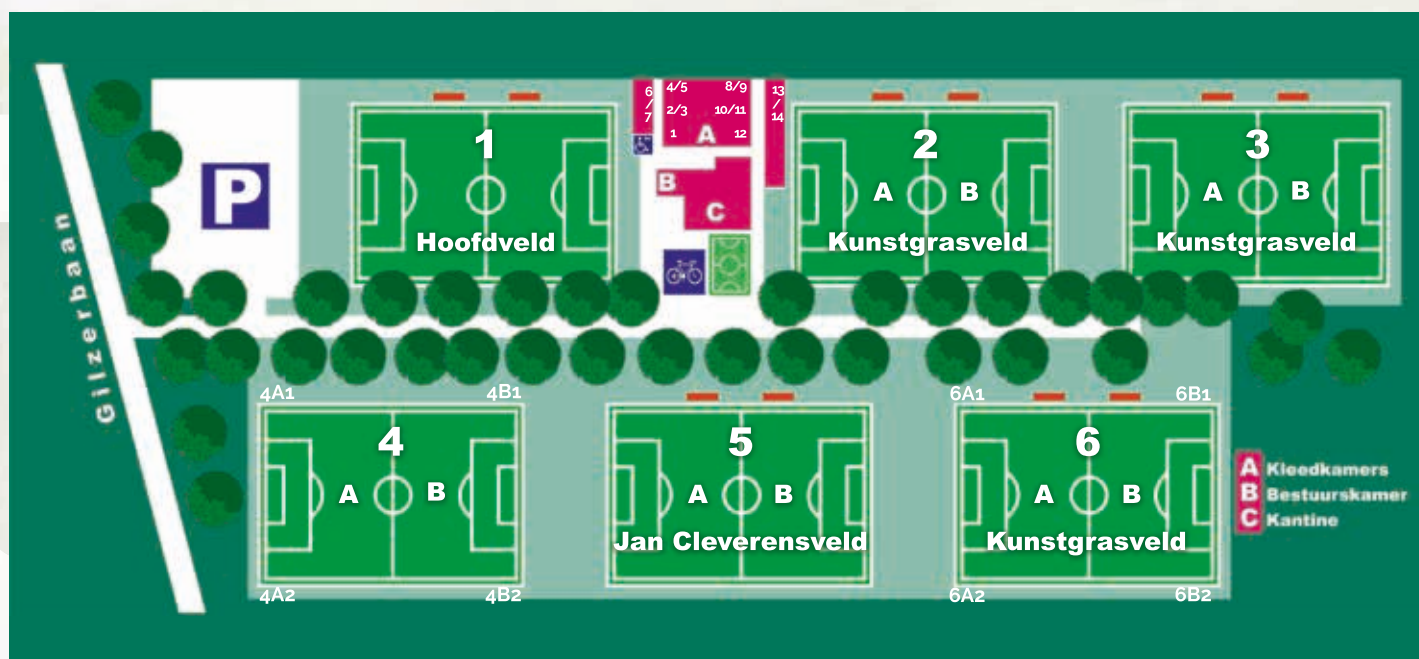 Gilzerbaan
P
1
Hoofdveld
6
/
7
4/5 8/9
2/3 10/11
1 A 12
13
/
14
B
C
2
A B
Kunstgrasveld
3
A B
Kunstgrasveld
4A1 4B1
4
A B
4A2 4B2
5
A B
Jan Cleverensveld
6A1 6B1
6
A B
Kunstgrasveld
6A2 6B2
A Kleedkamers
B Bestuurskamer
C Kantine